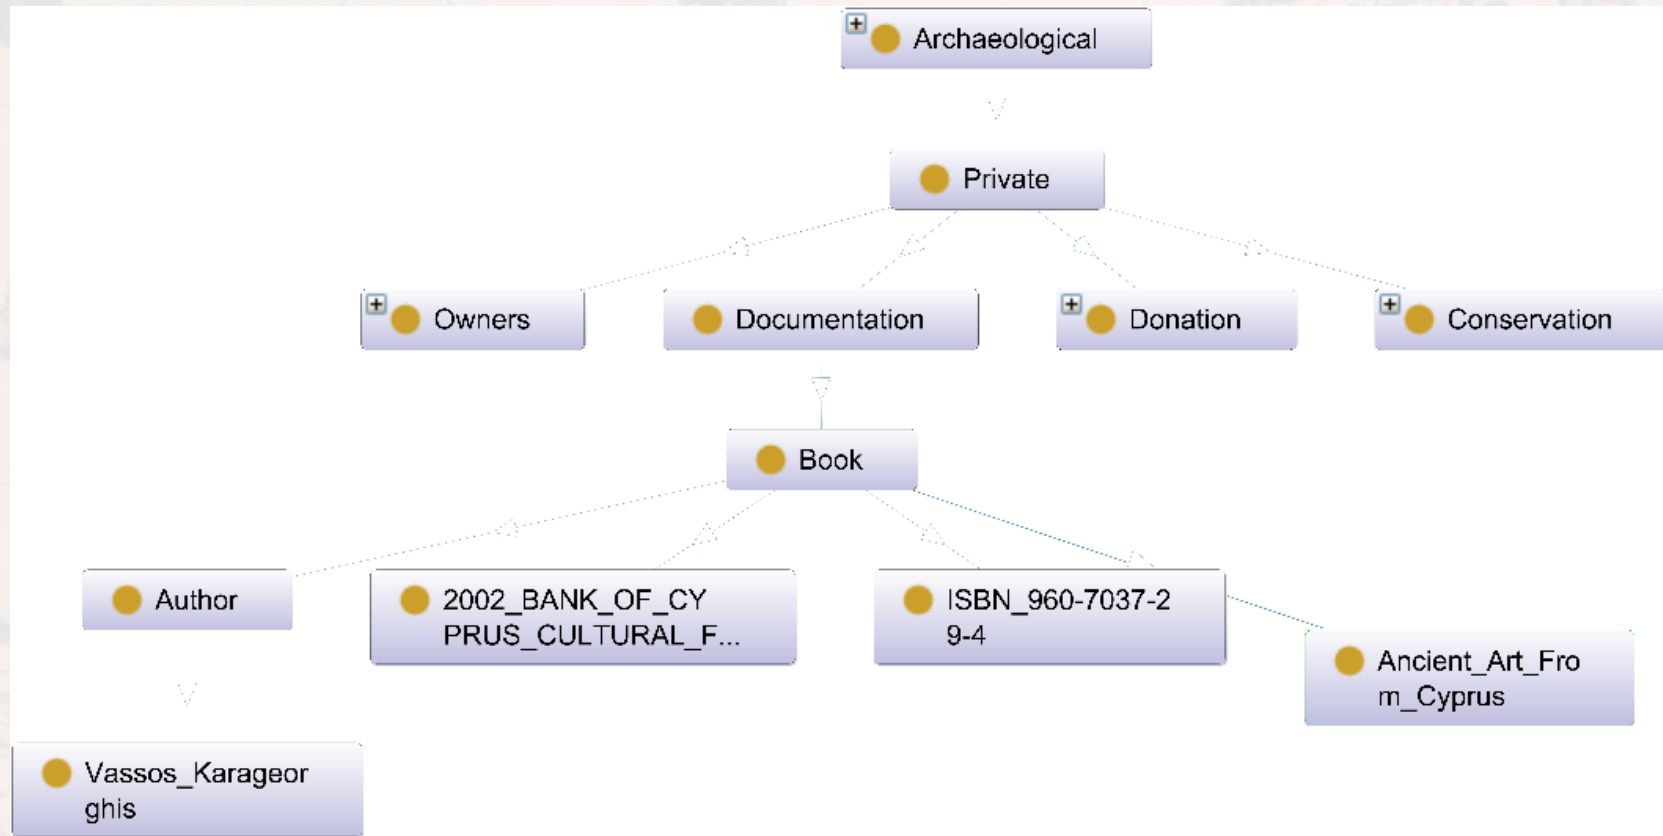 Archaeological
Private
Owners
Documentation
Donation
Conservation
Book
Author
2002_BANK_OF_CY
PRUS_CULTURAL_F...
ISBN_960-7037-2
9-4
Ancient_Art_Fro
m_Cyprus
Vassos_Karageor
ghis